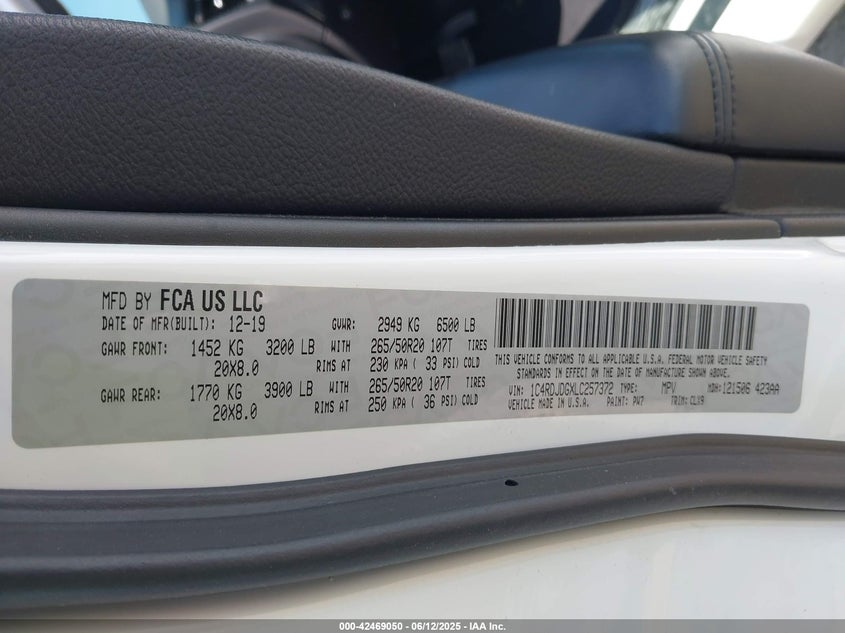 MFD BY FCA US LLC
DATE OF MFR(BUILT): 12-19 GVWR: 2949 KG 6500 LB
GAWR FRONT: 1452 KG 3200 LB WITH 265/50R20 107T TIRES
20X8.0 RIMS AT 230 KPA ( 33 PSI) COLD
GAWR REAR: 1770 KG 3900 LB WITH 265/50R20 107T TIRES
20X8.0 RIMS AT 250 KPA ( 36 PSI) COLD
THIS VEHICLE CONFORMS TO ALL APPLICABLE U.S.A. FEDERAL MOTOR VEHICLE SAFETY
STANDARDS IN EFFECT ON THE DATE OF MANUFACTURE SHOWN ABOVE.
VIN: 1C4RDJDGXLC257372 TYPE: MPV MDH: 121506 423AA
VEHICLE MADE IN U.S.A. PAINT: PW7 TRIM: CLX9
000-42469050 - 06/12/2025 - IAA Inc.